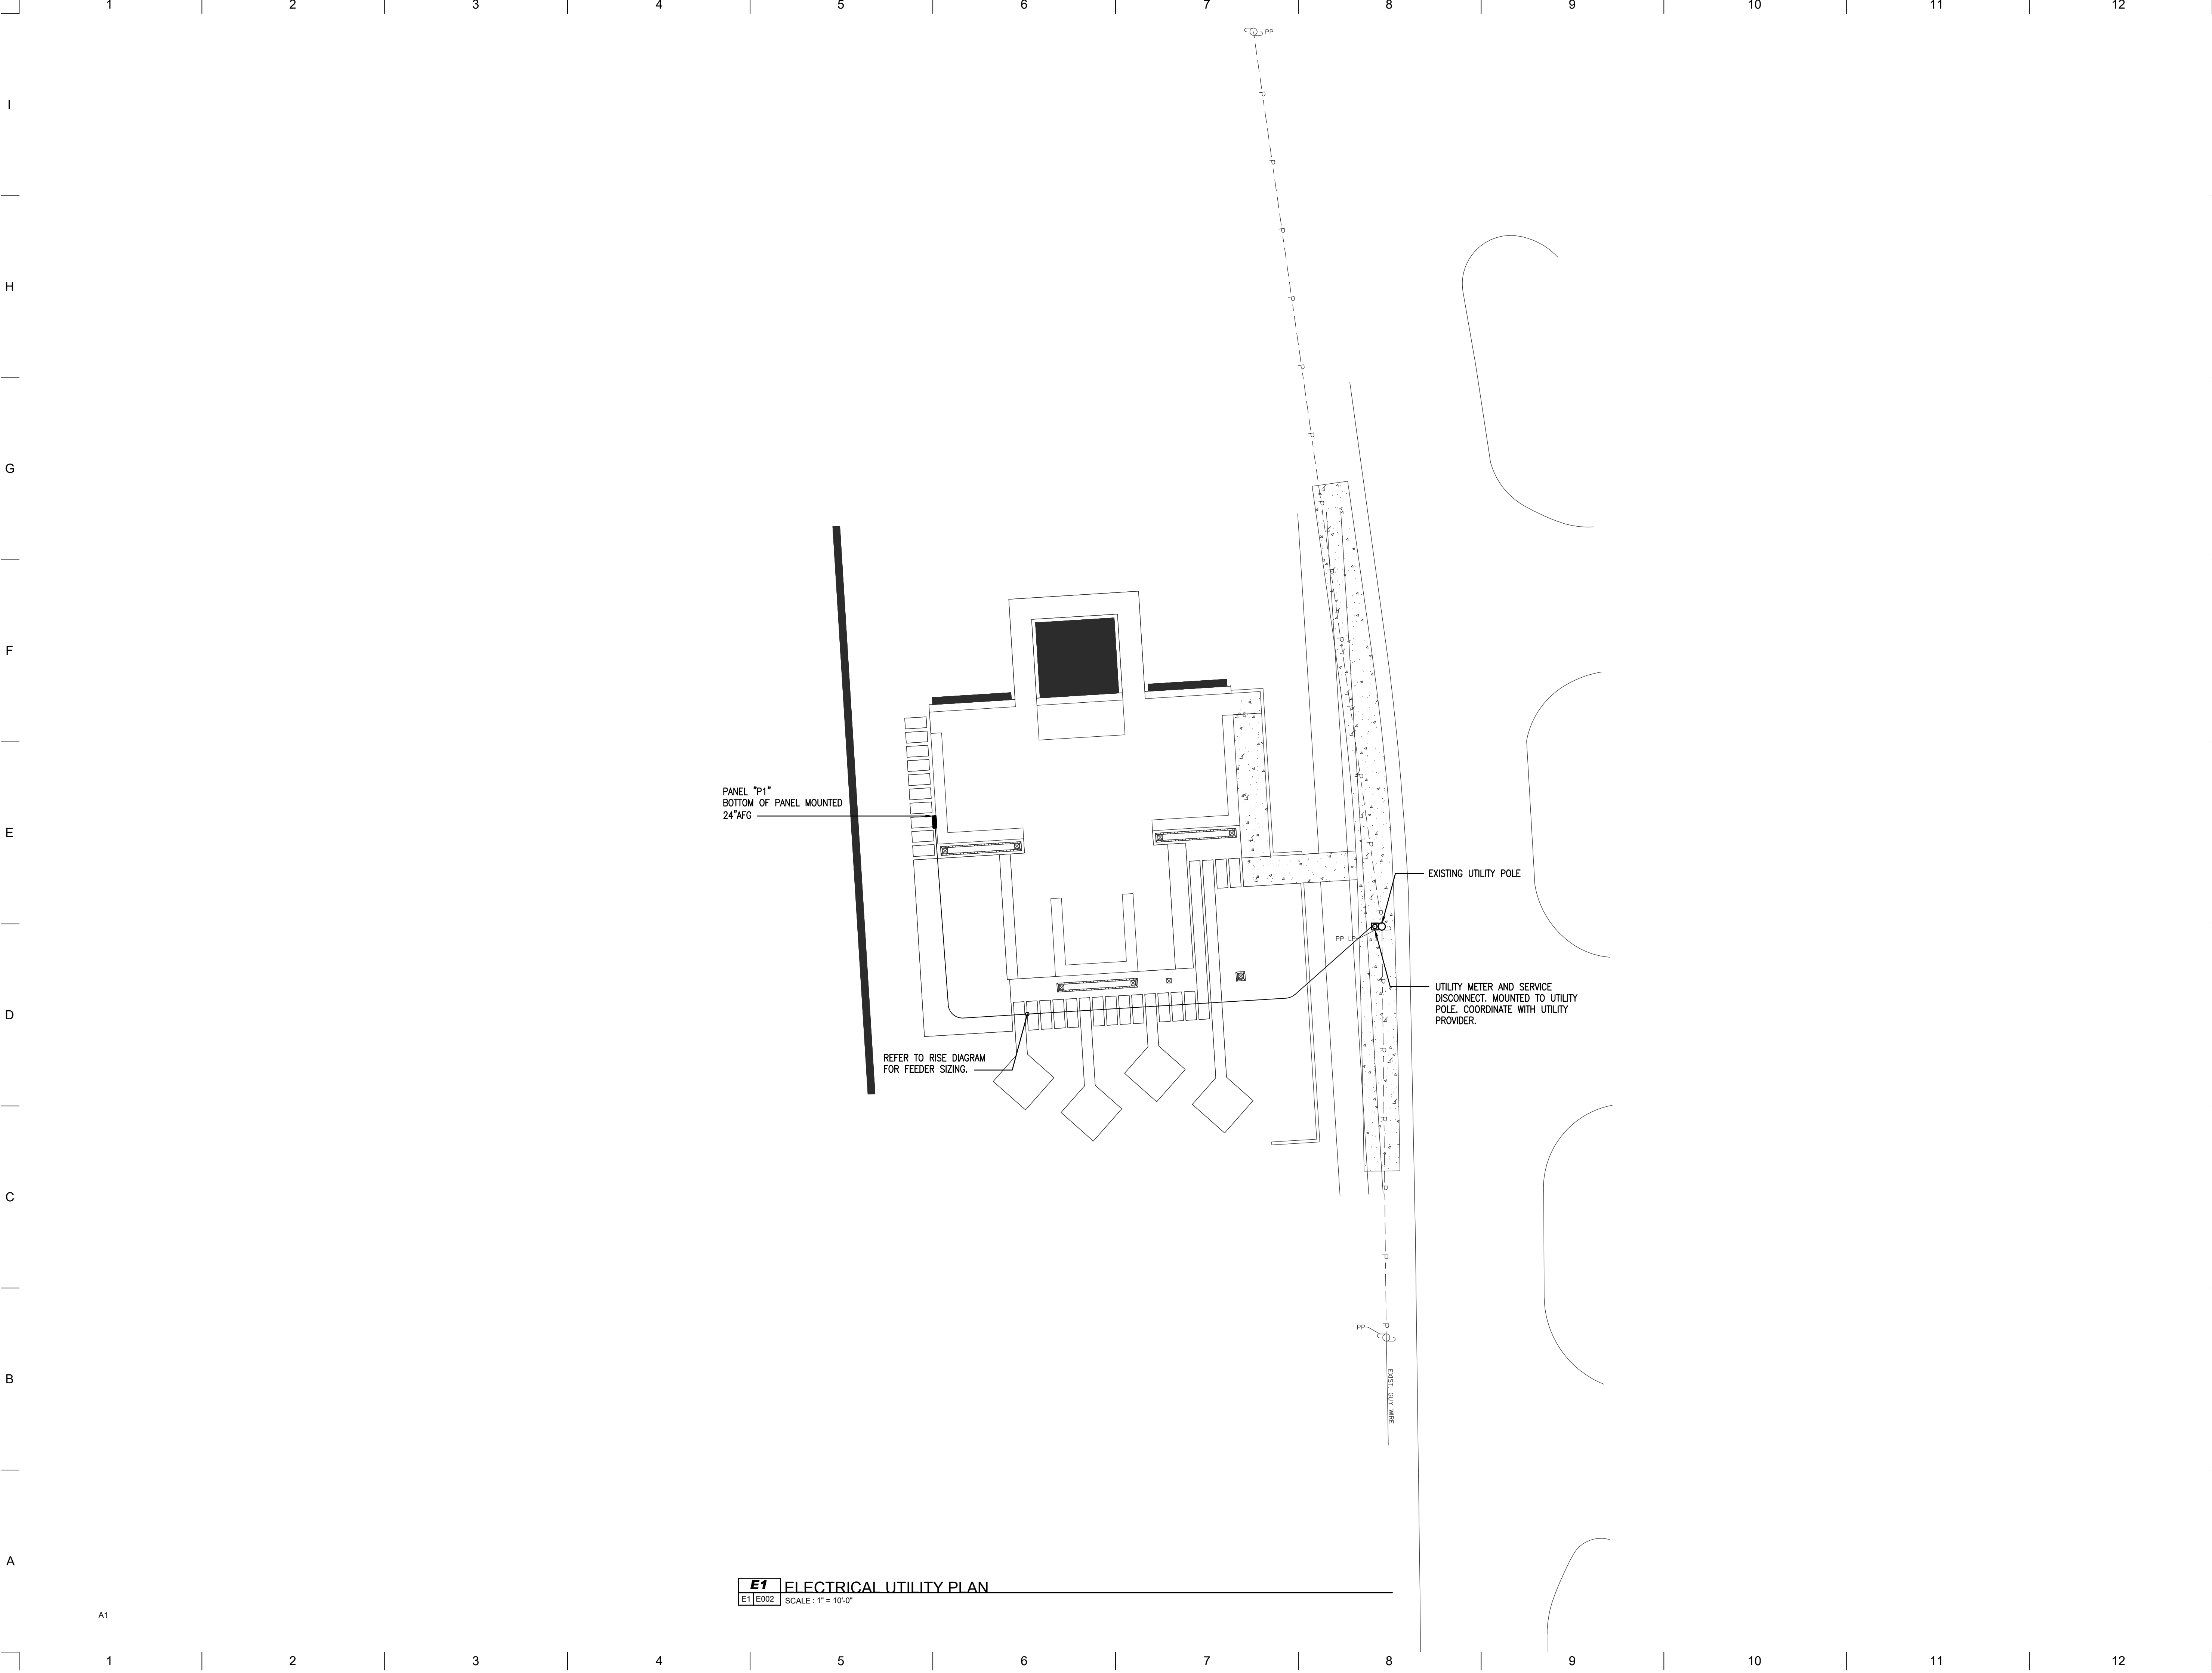 1 2 3 4 5 6 7 8 9 10 11 12
PP
I
H
G
F
E
D
C
B
A
PANEL "P1"
BOTTOM OF PANEL MOUNTED
24"AFG
EXISTING UTILITY POLE
PP LP
UTILITY METER AND SERVICE
DISCONNECT. MOUNTED TO UTILITY
POLE. COORDINATE WITH UTILITY
PROVIDER.
REFER TO RISE DIAGRAM
FOR FEEDER SIZING.
P P P P P P P P P P P P P P P P P P P P
PP
EXIST. GUY WIRE
E1 ELECTRICAL UTILITY PLAN
E1 E002 SCALE : 1" = 10'-0"
A1
1 2 3 4 5 6 7 8 9 10 11 12